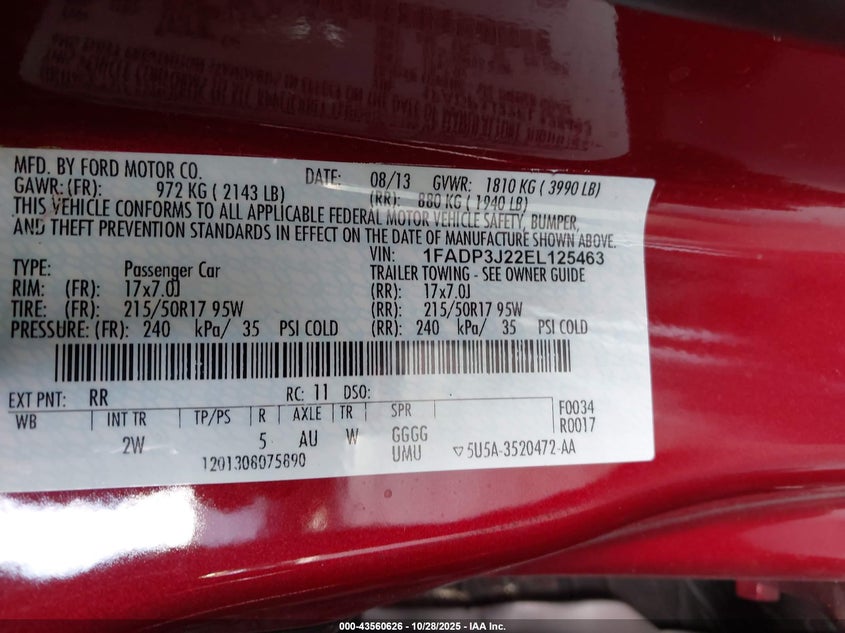 MFD. BY FORD MOTOR CO. DATE: 08/13 GVWR: 1810 KG ( 3990 LB)
GAWR: (FR): 972 KG ( 2143 LB) (RR): 880 KG ( 1940 LB)
THIS VEHICLE CONFORMS TO ALL APPLICABLE FEDERAL MOTOR VEHICLE SAFETY, BUMPER,
AND THEFT PREVENTION STANDARDS IN EFFECT ON THE DATE OF MANUFACTURE SHOWN ABOVE.
VIN: 1FADP3J22EL125463
TYPE: Passenger Car TRAILER TOWING - SEE OWNER GUIDE
RIM: (FR): 17x7.0J (RR): 17x7.0J
TIRE: (FR): 215/50R17 95W (RR): 215/50R17 95W
PRESSURE: (FR): 240 kPa/ 35 PSI COLD (RR): 240 kPa/ 35 PSI COLD
EXT PNT: RR RC: 11 DSO:
WB INT TR TP/PS R AXLE TR SPR F0034
2W 5 AU W GGGG R0017
1201308075890 UMU ▽5U5A-3520472-AA
000-43560626 - 10/28/2025 - IAA Inc.